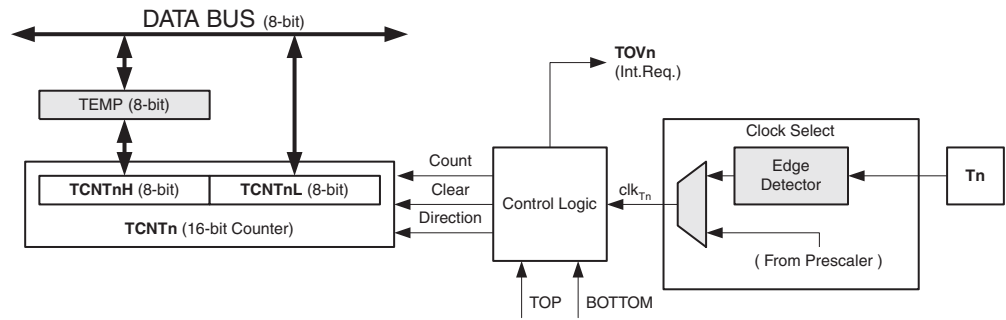 DATA BUS (8-bit)
TOVn
(Int.Req.)
TEMP (8-bit)
Clock Select
Count
Edge
Detector
TCNTnH (8-bit) TCNTnL (8-bit)
Clear
Control Logic
clkTn
Tn
TCNTn (16-bit Counter)
Direction
( From Prescaler )
TOP
BOTTOM